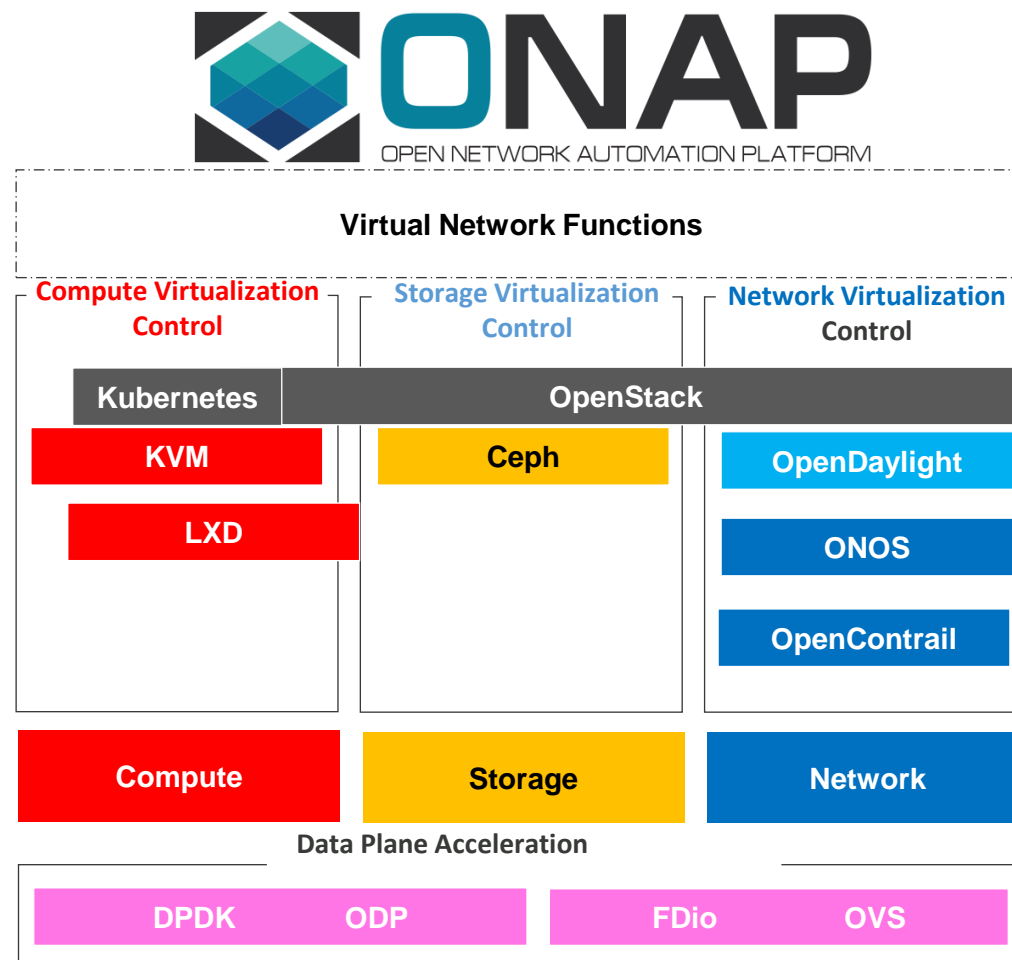 ONAP
OPEN NETWORK AUTOMATION PLATFORM
Virtual Network Functions
Compute Virtualization
Control
Storage Virtualization
Control
Network Virtualization
Control
Kubernetes
OpenStack
KVM
Ceph
OpenDaylight
LXD
ONOS
OpenContrail
Compute
Storage
Network
Data Plane Acceleration
DPDK ODP
FDio OVS